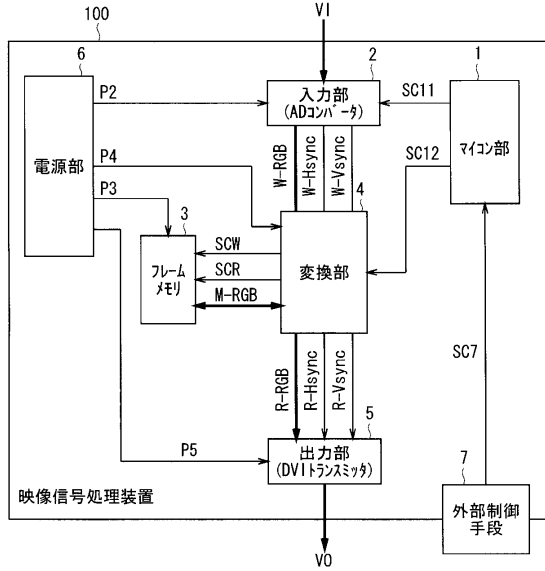 100
VI
6
電源部
P2
P4
P3
P5
2
入力部
(ADコンバータ)
SC11
1
マイコン部
SC12
W-RGB
W-Hsync
W-Vsync
4
変換部
3
フレーム
メモリ
SCW
SCR
M-RGB
R-RGB
R-Hsync
R-Vsync
SC7
5
出力部
(DVIトランスミッタ)
7
外部制御
手段
映像信号処理装置
VO